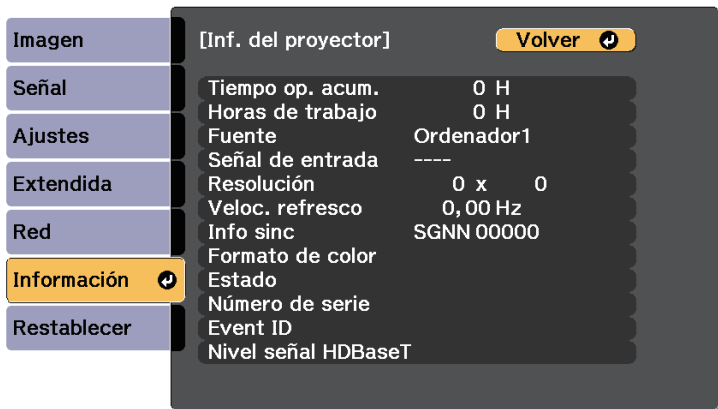 Imagen
Señal
Ajustes
Extendida
Red
Información
Restablecer
[Inf. del proyector]
Volver
Tiempo op. acum. 0 H
Horas de trabajo 0 H
Fuente Ordenador1
Señal de entrada ----
Resolución 0 x 0
Veloc. refresco 0,00 Hz
Info sinc SGNN 00000
Formato de color
Estado
Número de serie
Event ID
Nivel señal HDBaseT